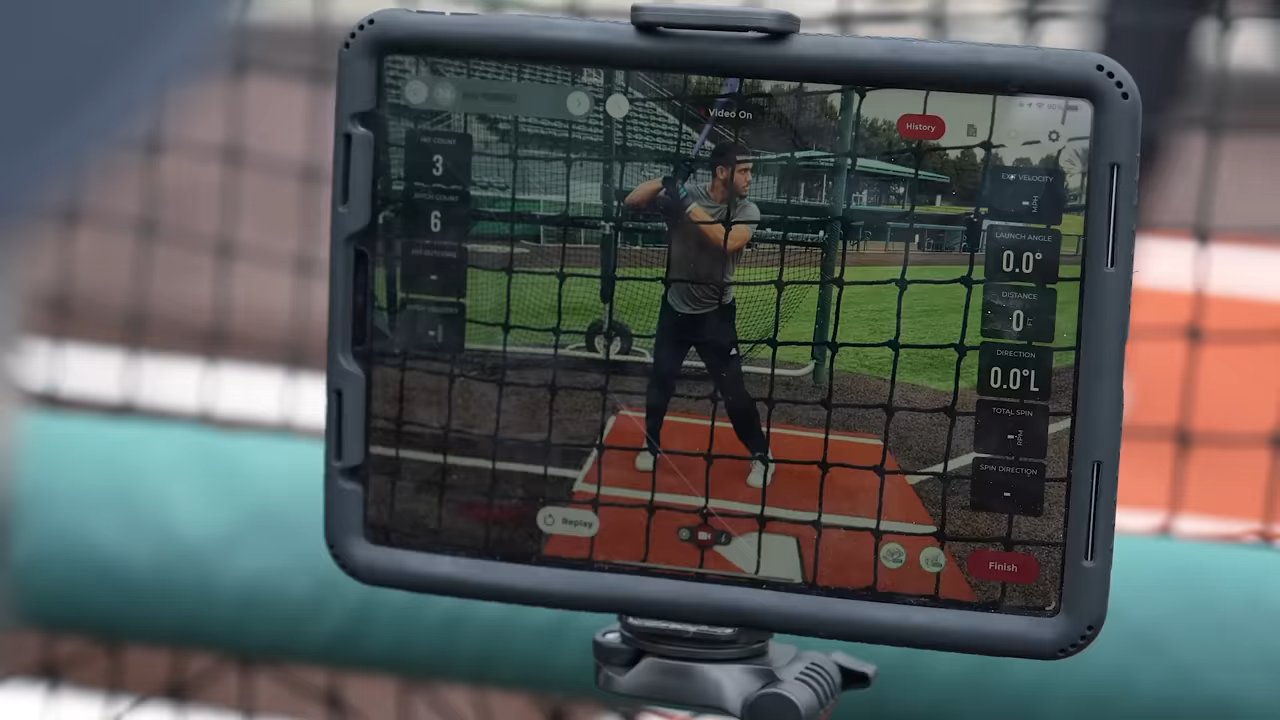 Video On
History
90%
HIT COUNT
3
PITCH COUNT
6
-
-
EXIT VELOCITY
- MPH
LAUNCH ANGLE
0.0°
DISTANCE
0 FT
DIRECTION
0.0°L
TOTAL SPIN
- RPM
SPIN DIRECTION
-
Replay
Finish